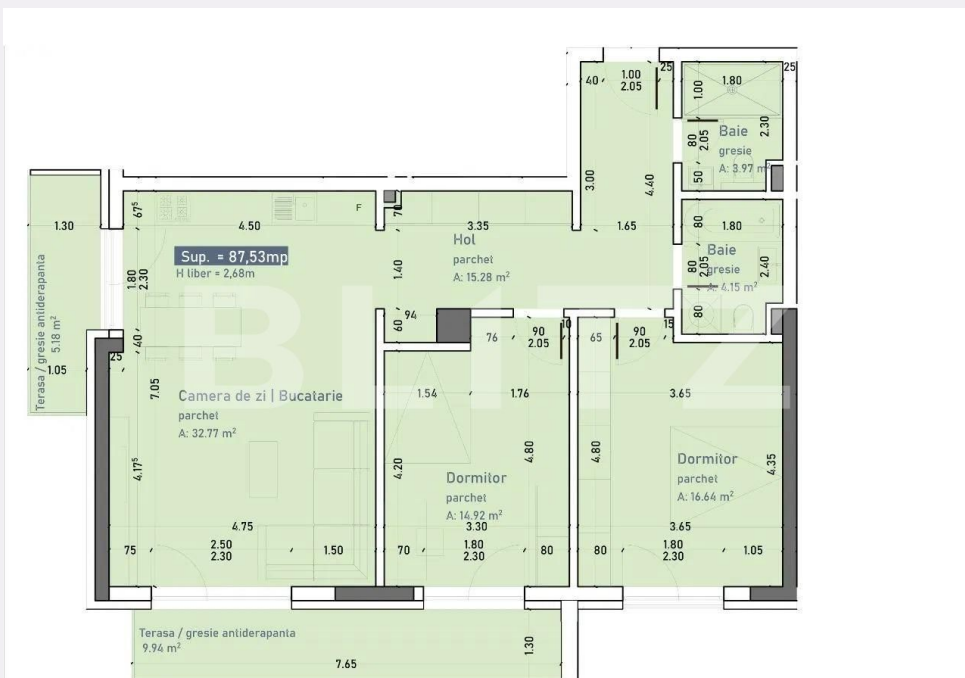 40
1.00
2.05
25
1.80
25
1.00
2.30
Baie
gresie
A: 3.97 m²
80
2.05
50
3.00
4.40
1.30
67⁵
4.50
F
70
3.35
1.65
80
1.80
Hol
parchet
A: 15.28 m²
Baie
gresie
A: 4.15 m²
80
2.05
2.40
80
Sup. = 87,53mp
H liber = 2,68m
1.80
2.30
1.40
BLITZ
Terasa / gresie antiderapanta
5.18 m²
40
94
60
76
90
2.05
10
65
90
2.05
15
1.05
25
7.05
Camera de zi | Bucatarie
parchet
A: 32.77 m²
1.54
1.76
3.65
4.17⁵
4.20
4.80
4.80
4.35
Dormitor
parchet
A: 14.92 m²
Dormitor
parchet
A: 16.64 m²
4.75
3.30
3.65
75
2.50
2.30
1.50
70
1.80
2.30
80
80
1.80
2.30
1.05
Terasa / gresie antiderapanta
9.94 m²
1.30
7.65